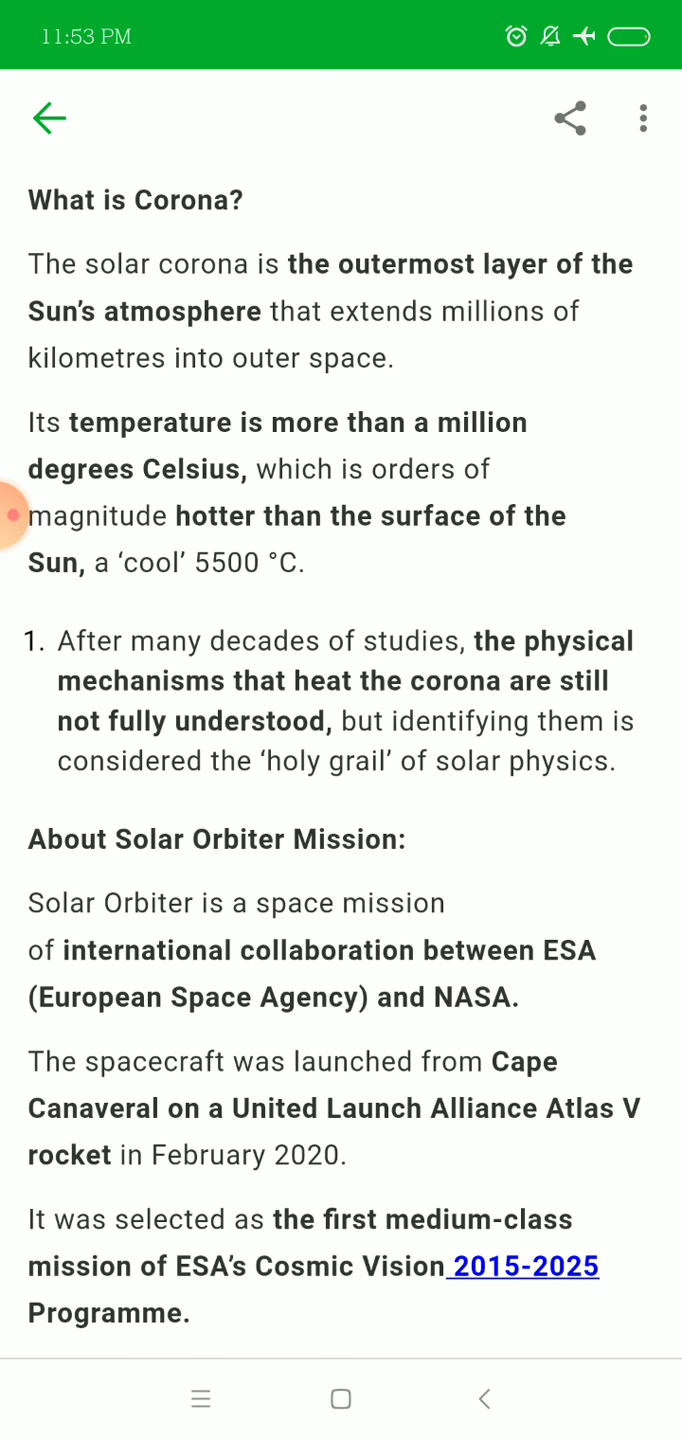 11:53 PM
What is Corona?
The solar corona is the outermost layer of the
Sun’s atmosphere that extends millions of
kilometres into outer space.
Its temperature is more than a million
degrees Celsius, which is orders of
magnitude hotter than the surface of the
Sun, a ‘cool’ 5500 °C.
1. After many decades of studies, the physical
mechanisms that heat the corona are still
not fully understood, but identifying them is
considered the ‘holy grail’ of solar physics.
About Solar Orbiter Mission:
Solar Orbiter is a space mission
of international collaboration between ESA
(European Space Agency) and NASA.
The spacecraft was launched from Cape
Canaveral on a United Launch Alliance Atlas V
rocket in February 2020.
It was selected as the first medium-class
mission of ESA’s Cosmic Vision 2015-2025
Programme.